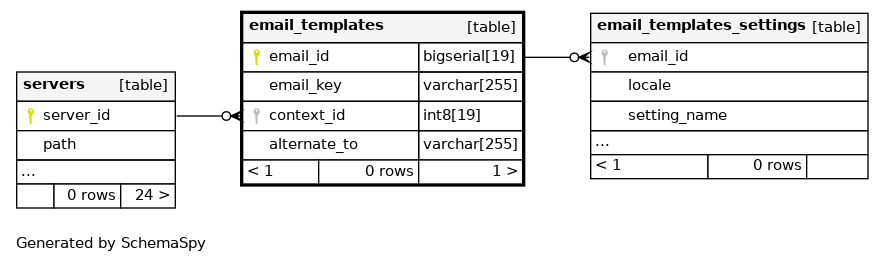 servers [table]
server_id
path
...
0 rows 24 >
email_templates [table]
email_id bigserial[19]
email_key varchar[255]
context_id int8[19]
alternate_to varchar[255]
< 1 0 rows 1 >
email_templates_settings [table]
email_id
locale
setting_name
...
< 1 0 rows
Generated by SchemaSpy